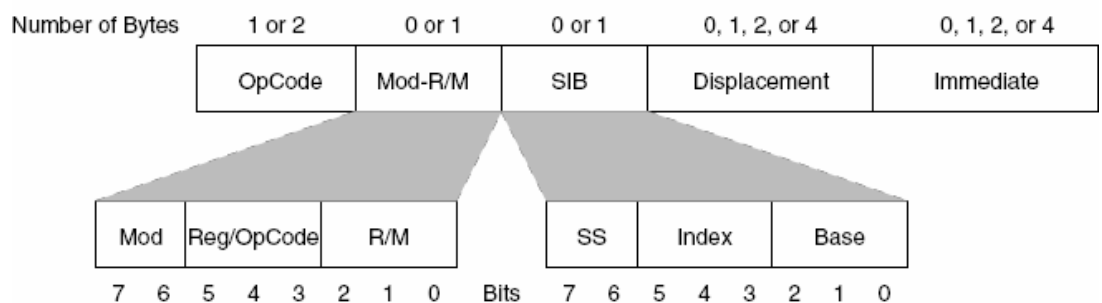 Number of Bytes 1 or 2 0 or 1 0 or 1 0, 1, 2, or 4 0, 1, 2, or 4
OpCode Mod-R/M SIB Displacement Immediate
Mod Reg/OpCode R/M SS Index Base
7 6 5 4 3 2 1 0 Bits 7 6 5 4 3 2 1 0